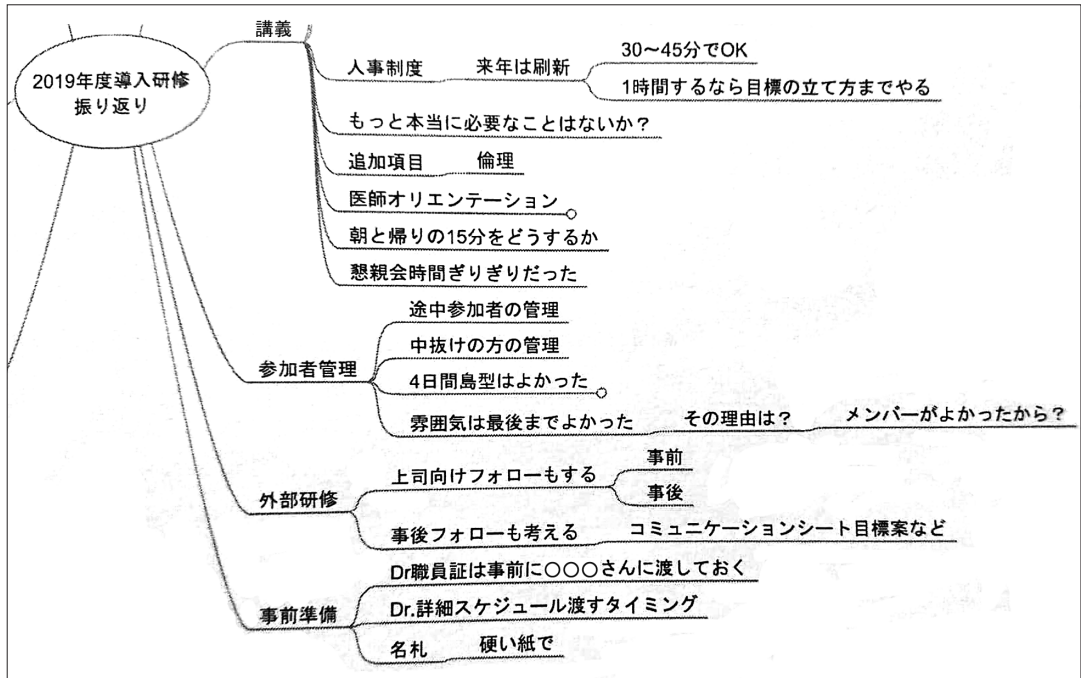 2019年度導入研修
振り返り
講義
人事制度
来年は刷新
30〜45分でOK
1時間するなら目標の立て方までやる
もっと本当に必要なことはないか？
追加項目
倫理
医師オリエンテーション
朝と帰りの15分をどうするか
懇親会時間ぎりぎりだった
参加者管理
途中参加者の管理
中抜けの方の管理
4日間島型はよかった
雰囲気は最後までよかった
その理由は？
メンバーがよかったから？
外部研修
上司向けフォローもする
事前
事後
事後フォローも考える
コミュニケーションシート目標案など
事前準備
Dr職員証は事前に○○○さんに渡しておく
Dr.詳細スケジュール渡すタイミング
名札
硬い紙で